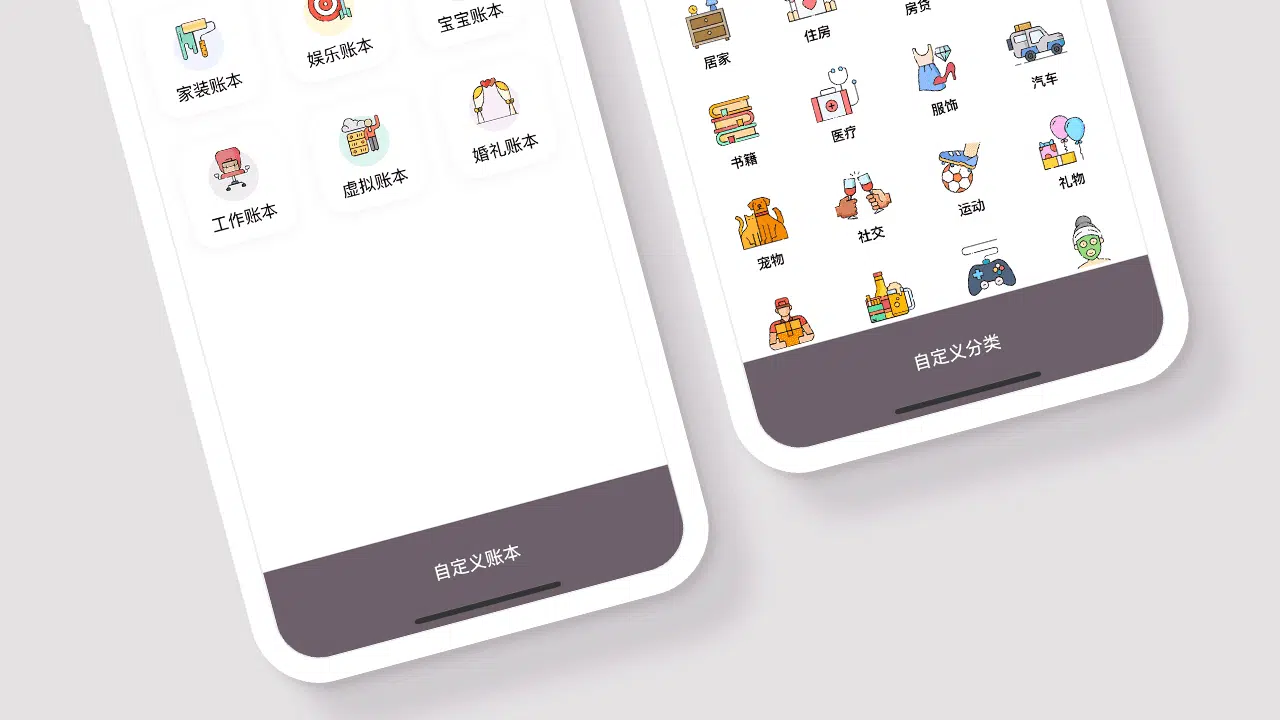 家装账本
娱乐账本
宝宝账本
工作账本
虚拟账本
婚礼账本
自定义账本
居家
住房
房贷
书籍
医疗
服饰
汽车
宠物
社交
运动
礼物
自定义分类